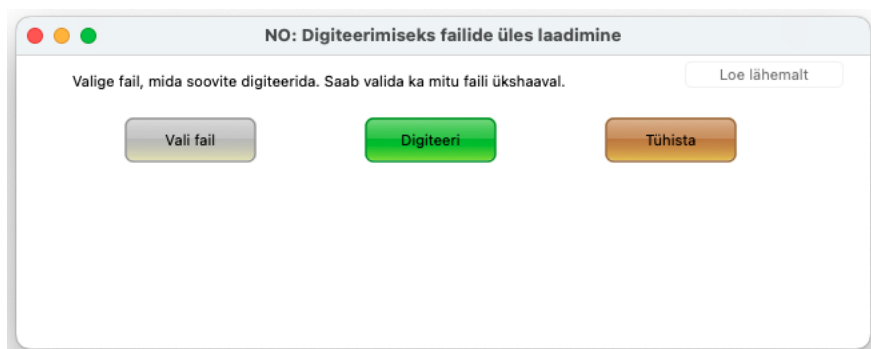 NO: Digiteerimiseks failide üles laadimine
Valige fail, mida soovite digiteerida. Saab valida ka mitu faili ükshaaval.
Loe lähemalt
Vali fail
Digiteeri
Tühista